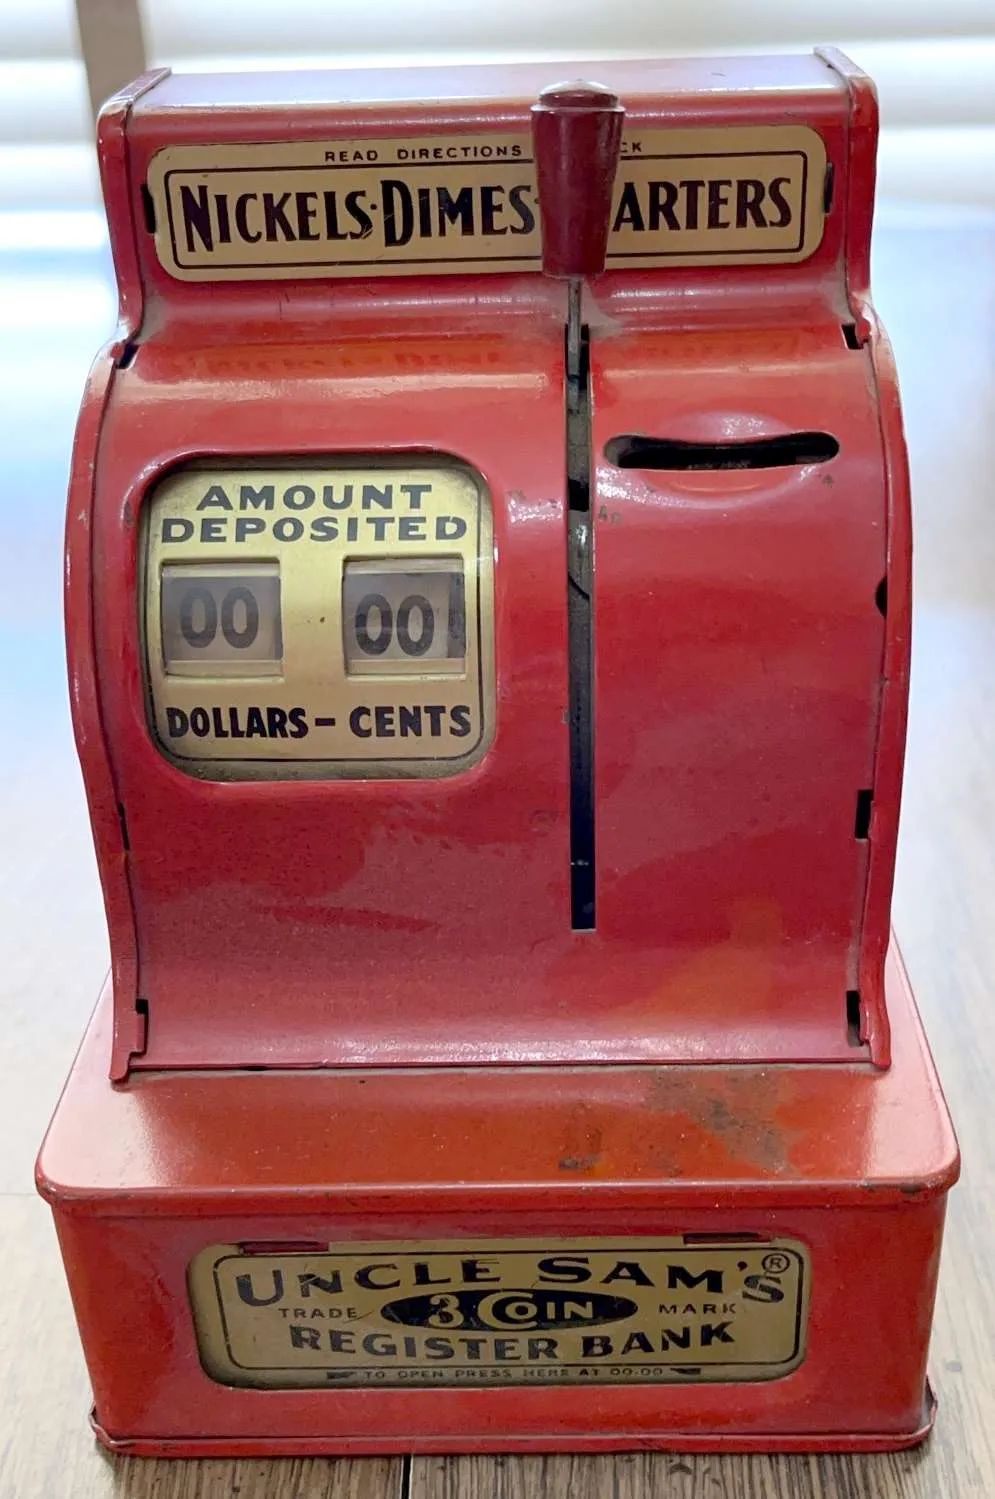 READ DIRECTIONS CK
NICKELS·DIMES· ARTERS
AMOUNT
DEPOSITED
00 00
DOLLARS – CENTS
UNCLE SAM'S®
TRADE 3 COIN MARK
REGISTER BANK
TO OPEN PRESS HERE AT 00-00